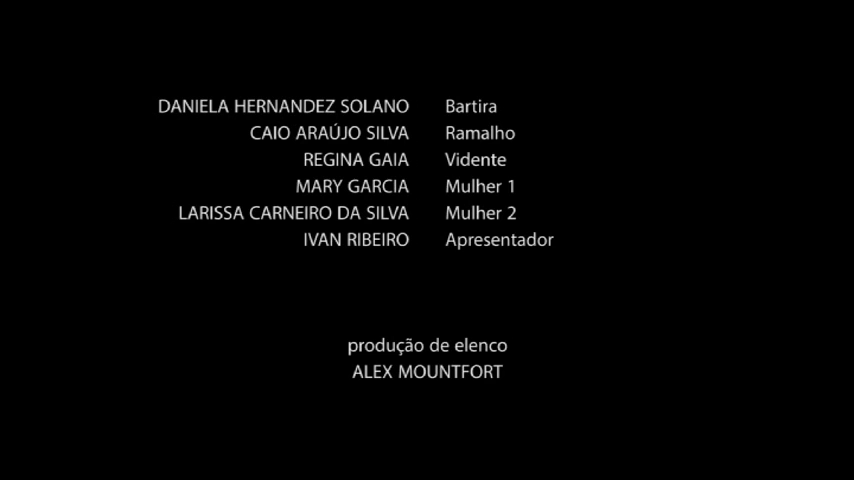 DANIELA HERNANDEZ SOLANO Bartira
CAIO ARAÚJO SILVA Ramalho
REGINA GAIA Vidente
MARY GARCIA Mulher 1
LARISSA CARNEIRO DA SILVA Mulher 2
IVAN RIBEIRO Apresentador
produção de elenco
ALEX MOUNTFORT